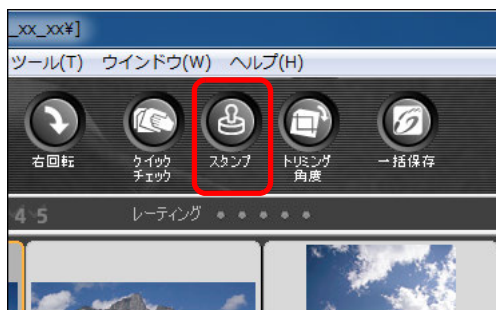 _xx_xx¥]
ツール(T) ウインドウ(W) ヘルプ(H)
右回転
クイック
チェック
スタンプ
トリミング
角度
一括保存
4 5 レーティング